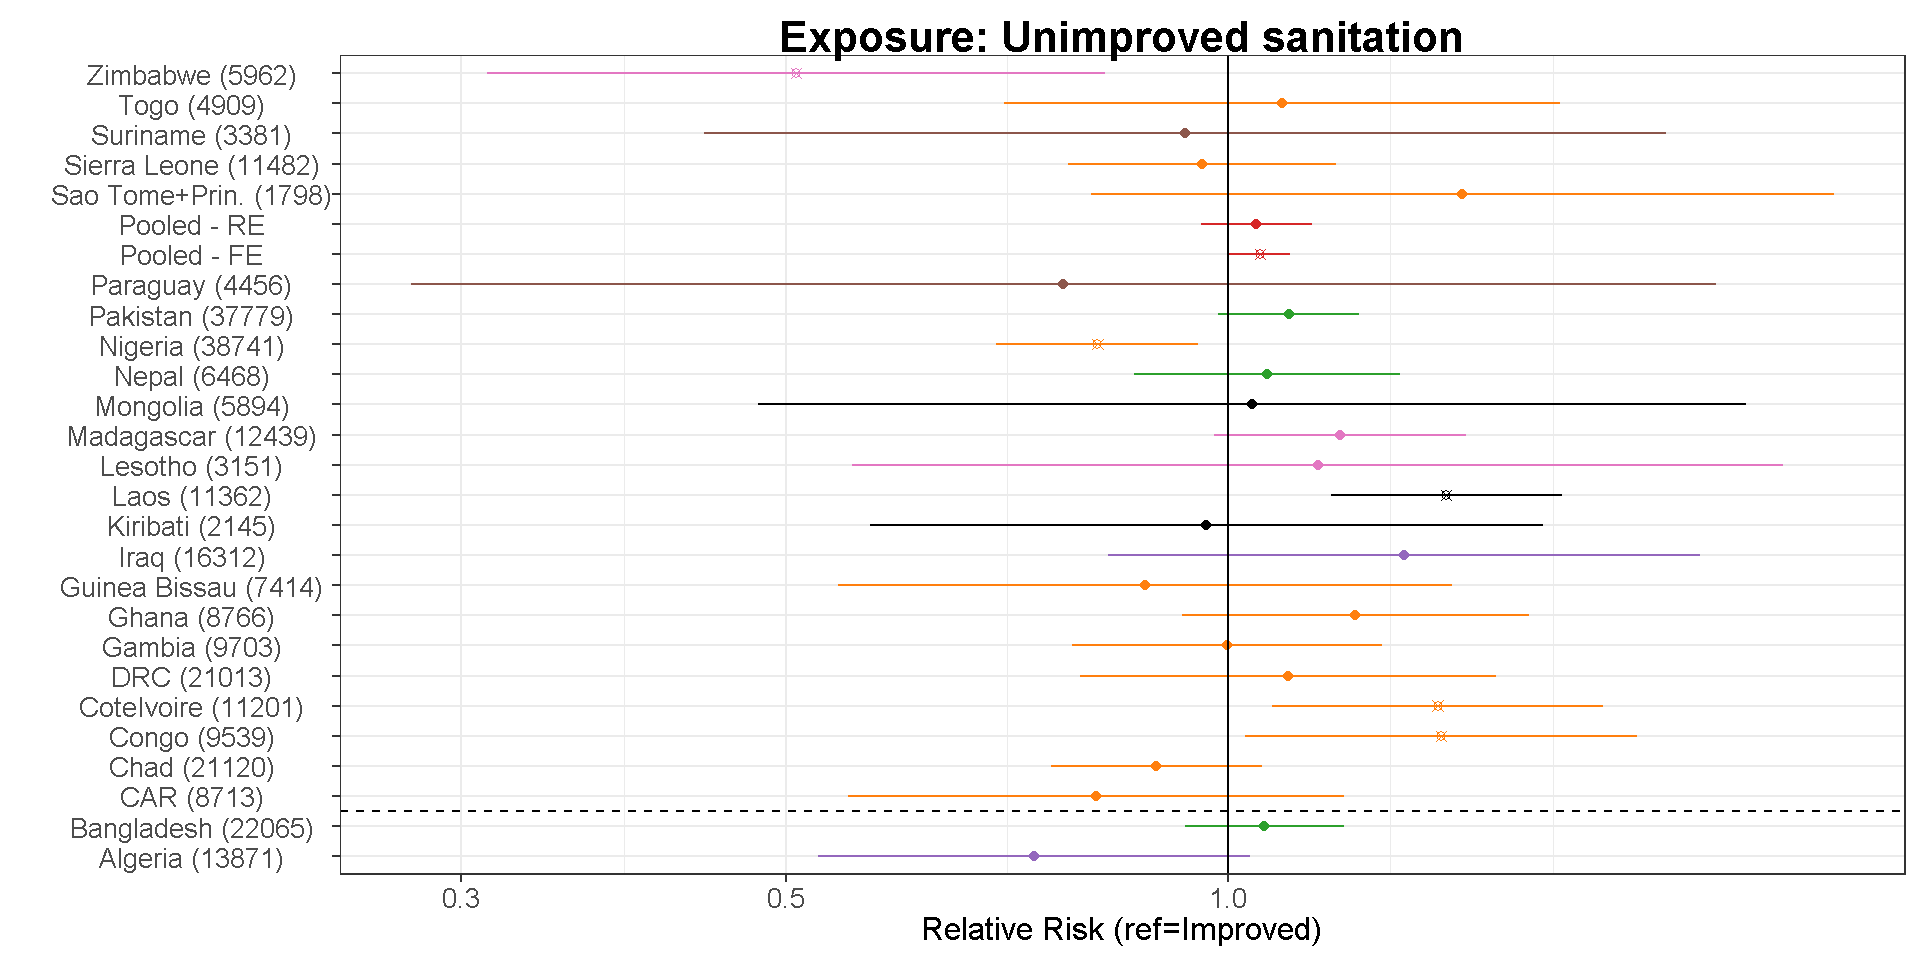 Exposure: Unimproved sanitation
Zimbabwe (5962)
Togo (4909)
Suriname (3381)
Sierra Leone (11482)
Sao Tome+Prin. (1798)
Pooled - RE
Pooled - FE
Paraguay (4456)
Pakistan (37779)
Nigeria (38741)
Nepal (6468)
Mongolia (5894)
Madagascar (12439)
Lesotho (3151)
Laos (11362)
Kiribati (2145)
Iraq (16312)
Guinea Bissau (7414)
Ghana (8766)
Gambia (9703)
DRC (21013)
CoteIvoire (11201)
Congo (9539)
Chad (21120)
CAR (8713)
Bangladesh (22065)
Algeria (13871)
0.3 0.5 1.0
Relative Risk (ref=Improved)